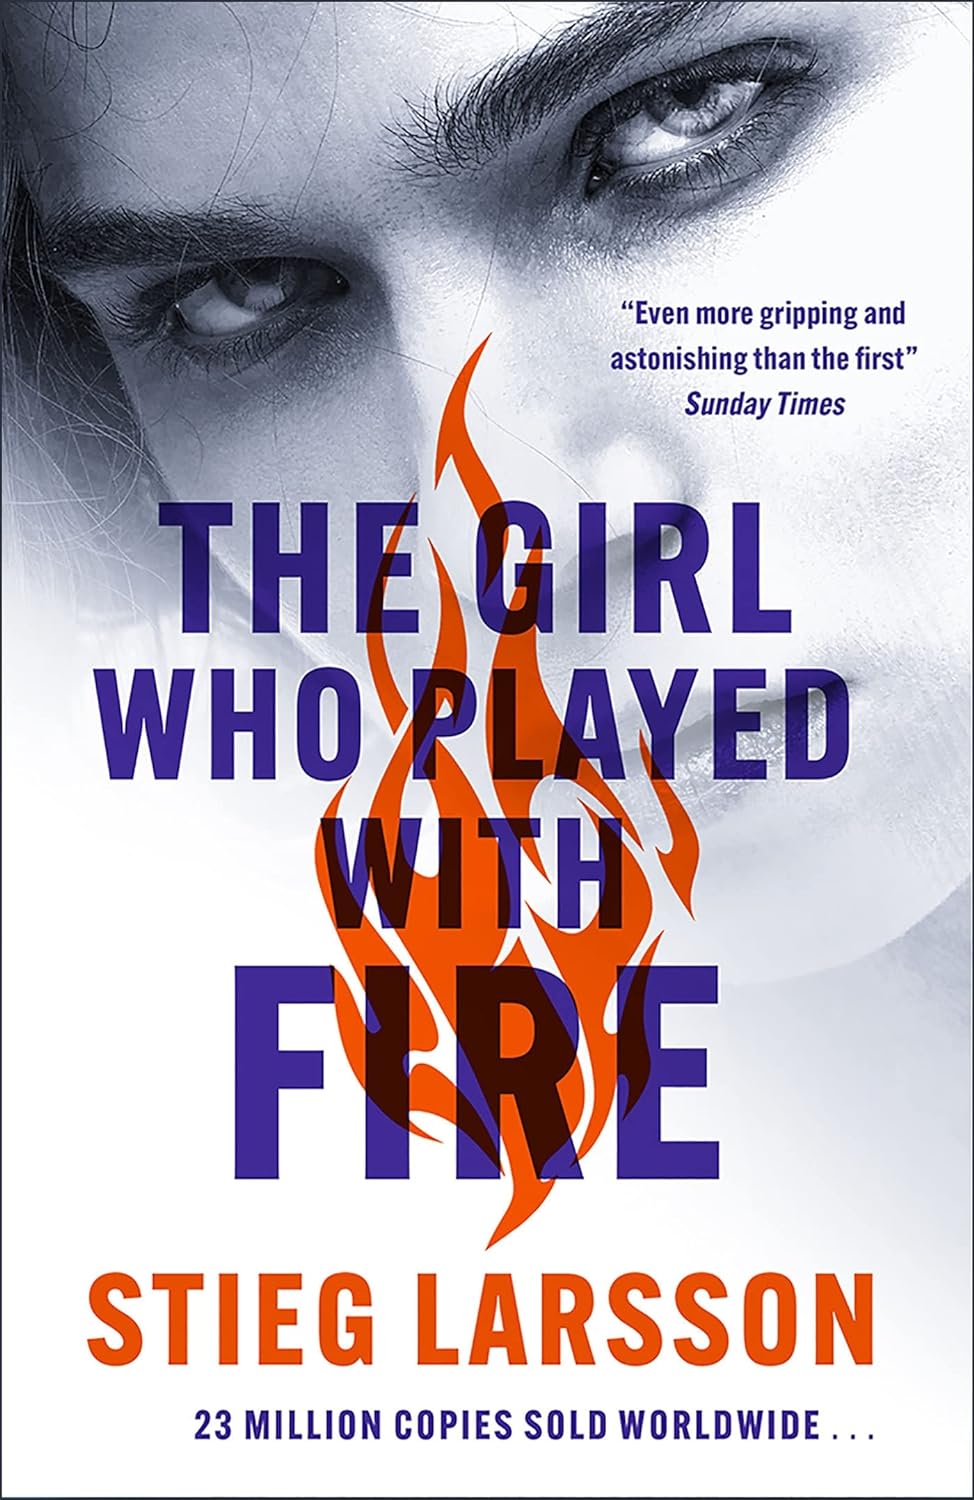 “Even more gripping and
astonishing than the first”
Sunday Times
THE GIRL
WHO PLAYED
WITH
FIRE
STIEG LARSSON
23 MILLION COPIES SOLD WORLDWIDE . . .